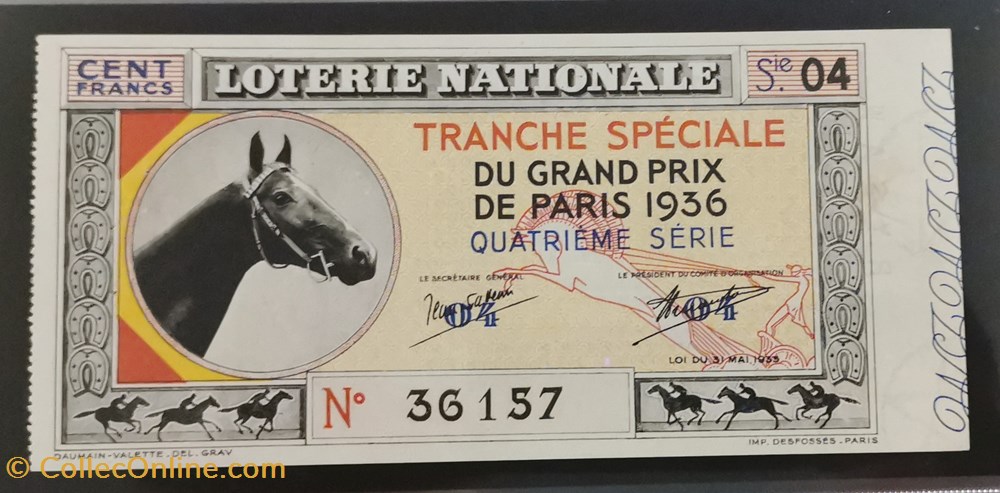 CENT
FRANCS
LOTERIE NATIONALE
Sie 04
TRANCHE SPÉCIALE
DU GRAND PRIX
DE PARIS 1936
QUATRIÈME SÉRIE
LE SECRÉTAIRE GÉNÉRAL
LE PRÉSIDENT DU COMITÉ D'ORGANISATION
04
04
LOI DU 31 MAI 1933
No 36157
DAUMAIN-VALETTE-DEL. GRAV
IMP. DESFOSSÉS-PARIS
© CollecOnline.com